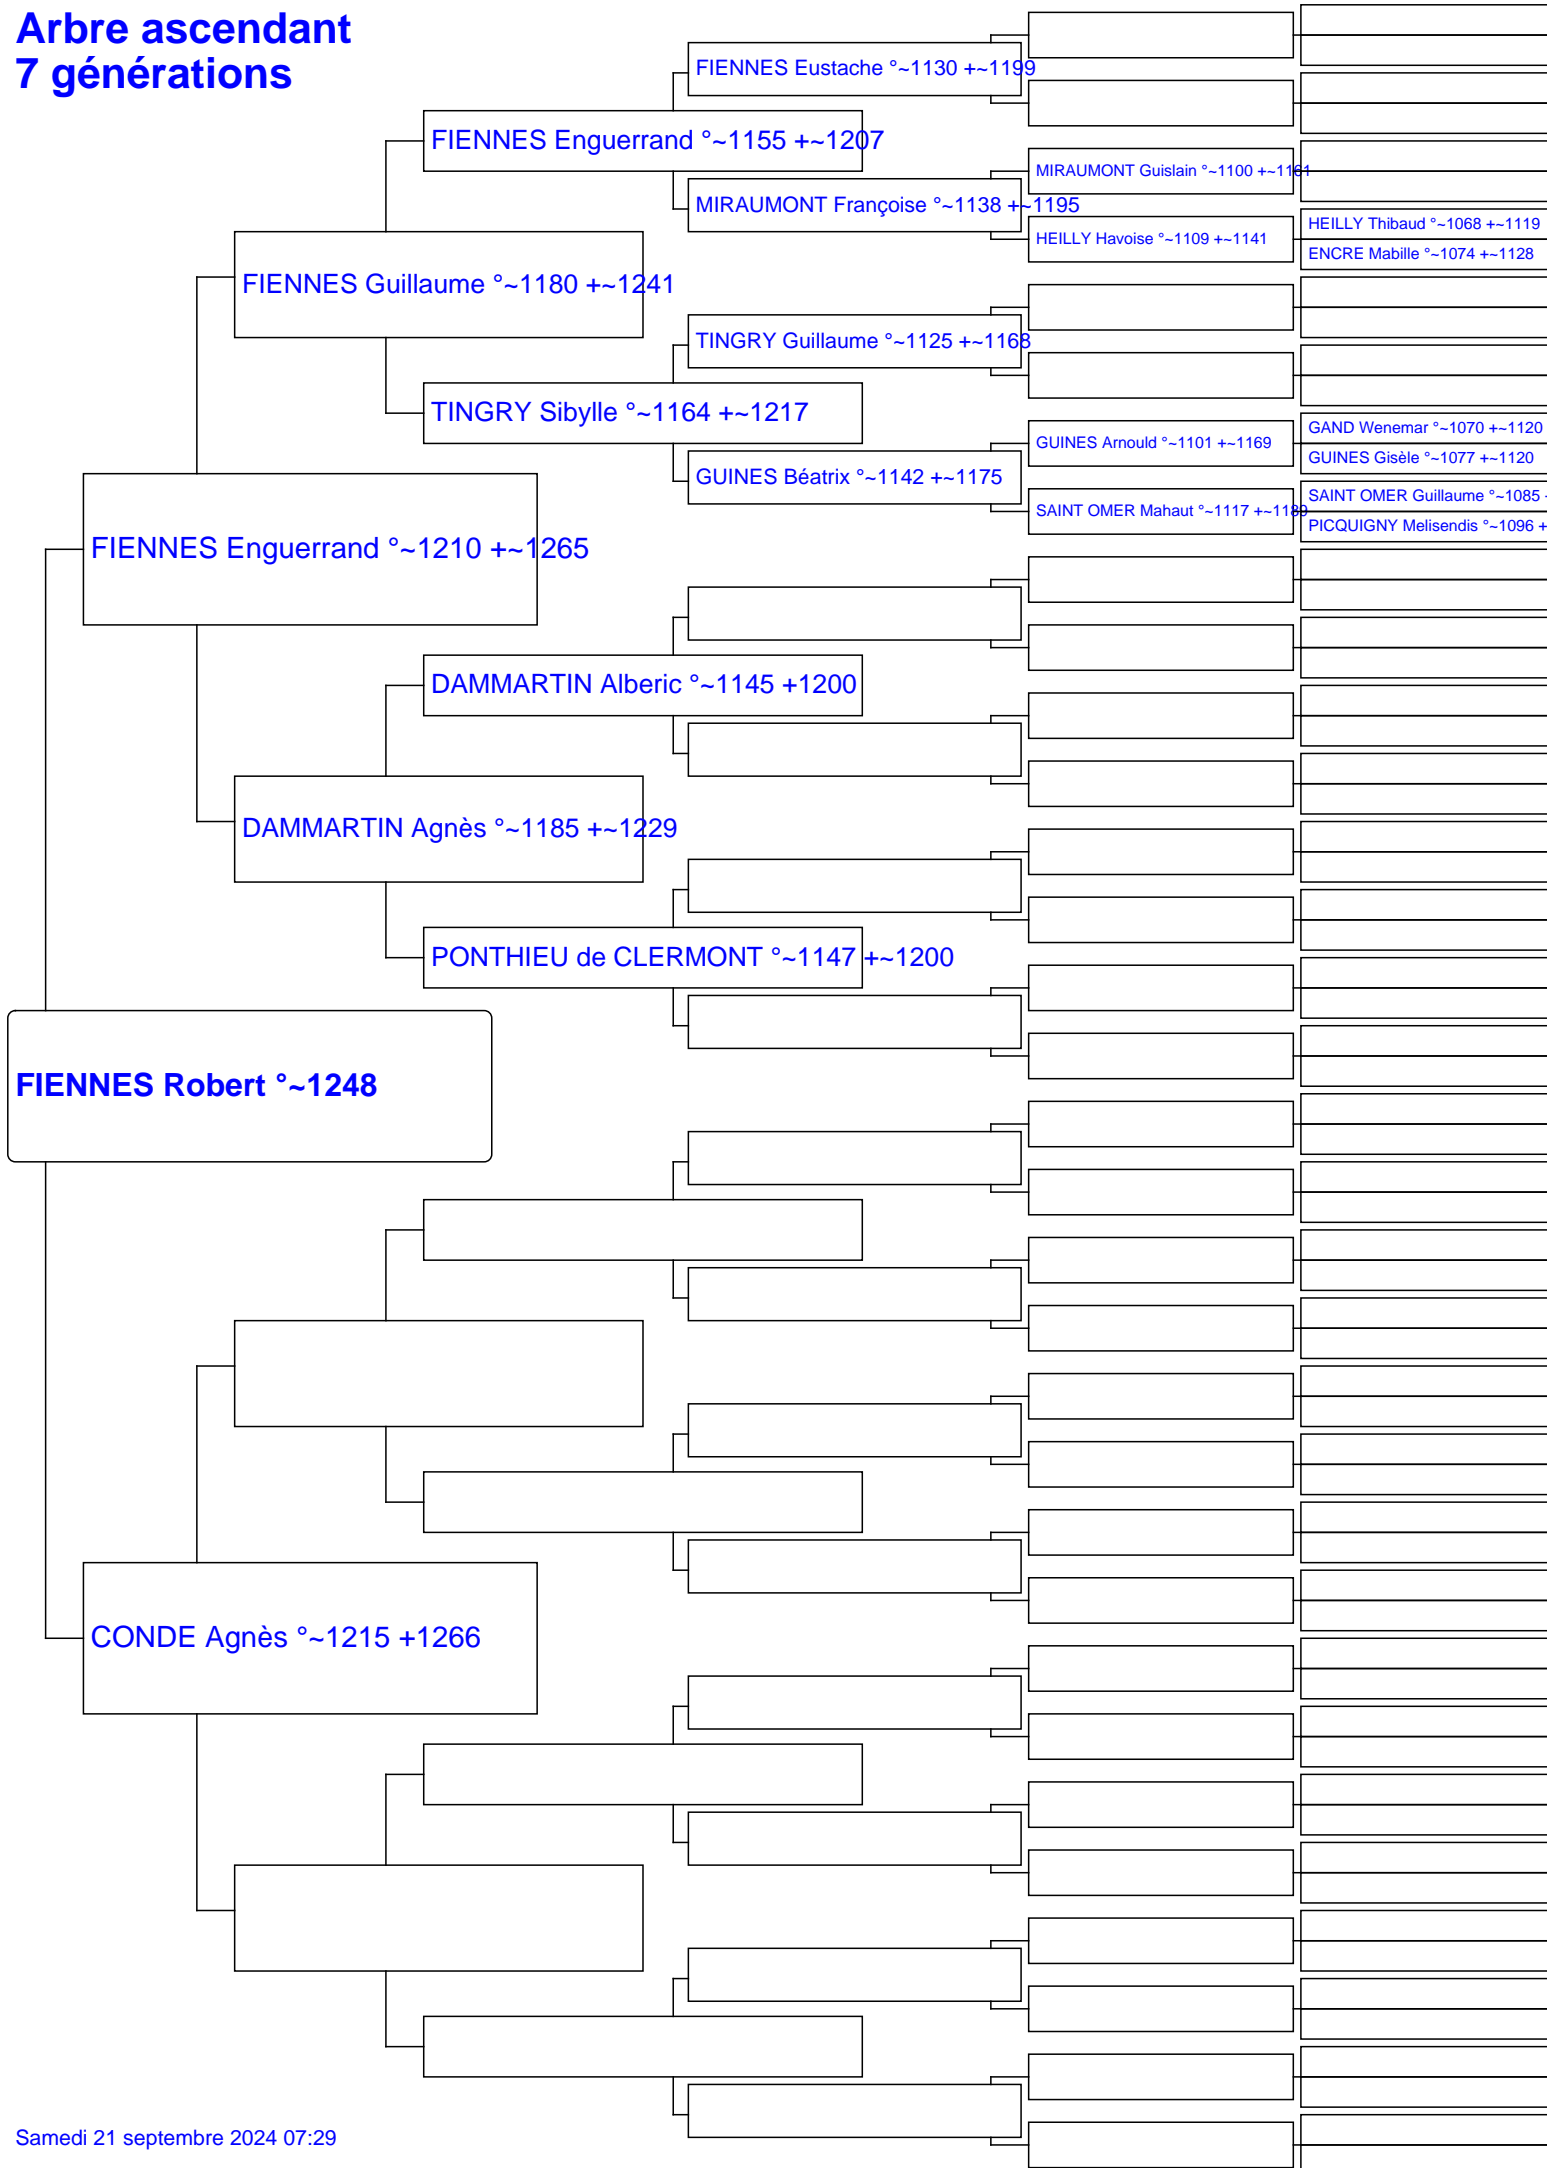 Arbre ascendant
7 générations
FIENNES Eustache °~1130 +~1199
FIENNES Enguerrand °~1155 +~1207
MIRAUMONT Guislain °~1100 +~1161
MIRAUMONT Françoise °~1138 +~1195
HEILLY Thibaud °~1068 +~1119
HEILLY Havoise °~1109 +~1141
ENCRE Mabille °~1074 +~1128
FIENNES Guillaume °~1180 +~1241
TINGRY Guillaume °~1125 +~1168
TINGRY Sibylle °~1164 +~1217
GAND Wenemar °~1070 +~1120
GUINES Arnould °~1101 +~1169
GUINES Gisèle °~1077 +~1120
GUINES Béatrix °~1142 +~1175
SAINT OMER Guillaume °~1085
SAINT OMER Mahaut °~1117 +~1189
PICQUIGNY Melisendis °~1096 +
FIENNES Enguerrand °~1210 +~1265
DAMMARTIN Alberic °~1145 +1200
DAMMARTIN Agnès °~1185 +~1229
PONTHIEU de CLERMONT °~1147 +~1200
FIENNES Robert °~1248
CONDE Agnès °~1215 +1266
Samedi 21 septembre 2024 07:29